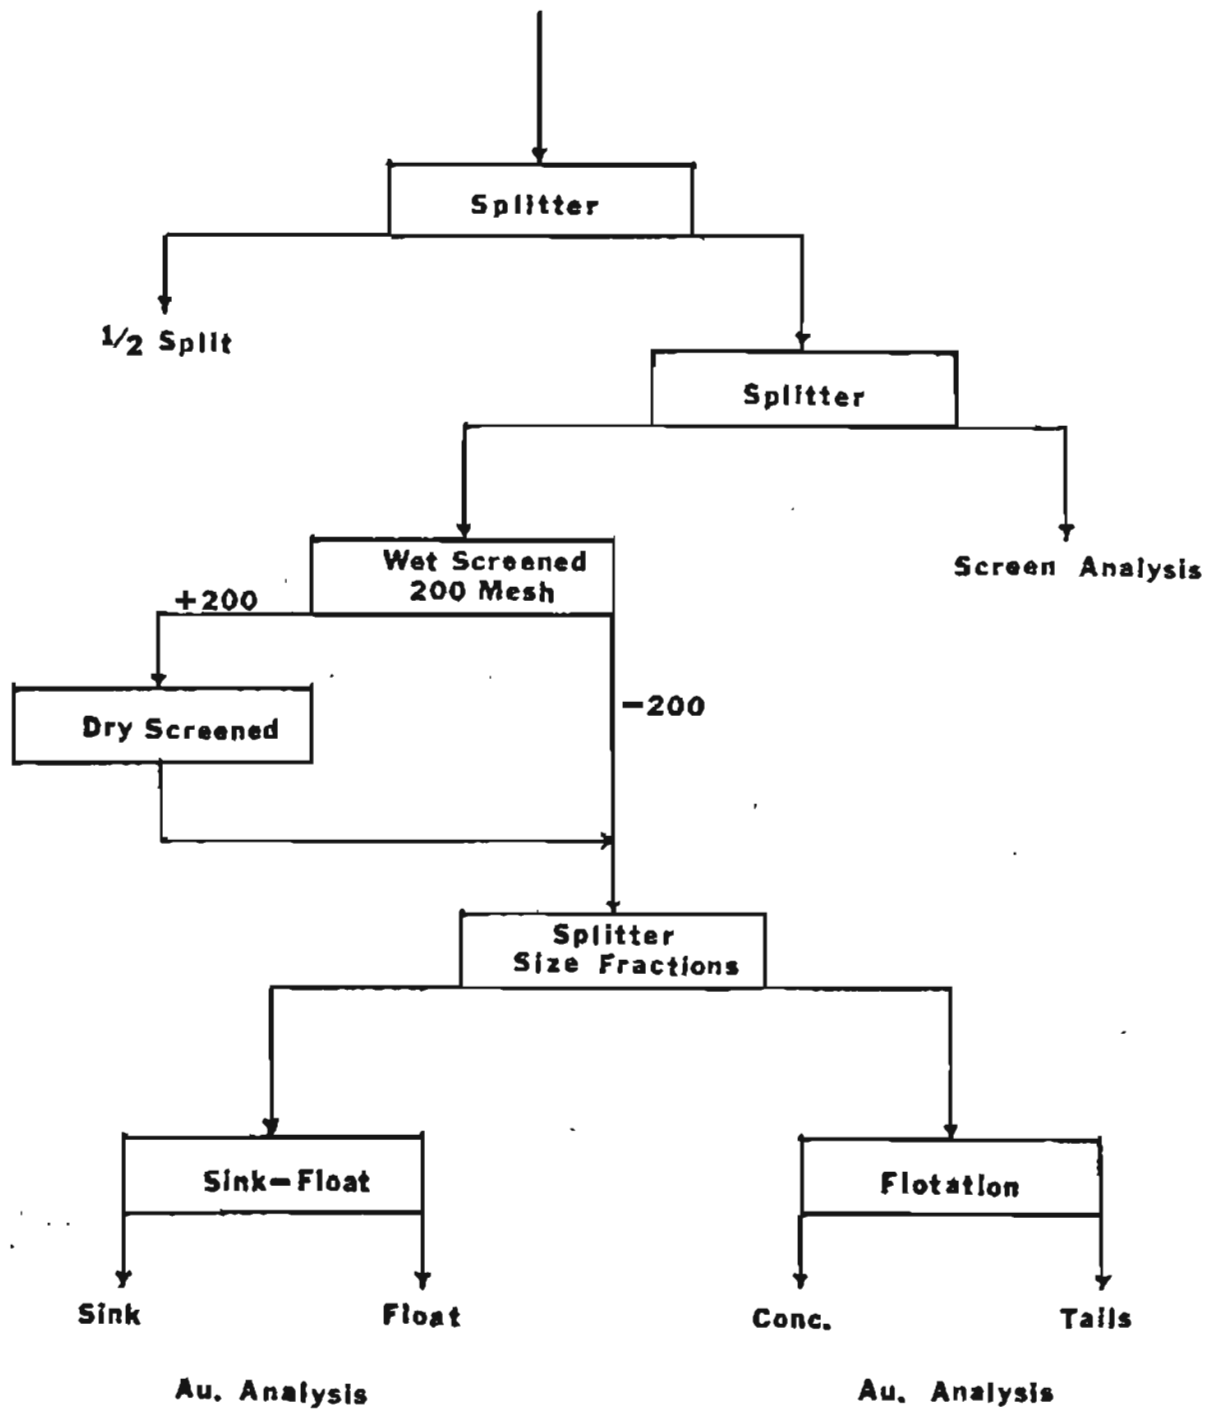 Splitter
1/2 Split
Splitter
Screen Analysis
Wet Screened
200 Mesh
+200
-200
Dry Screened
Splitter
Size Fractions
Sink-Float
Flotation
Sink
Float
Conc.
Tails
Au. Analysis
Au. Analysis